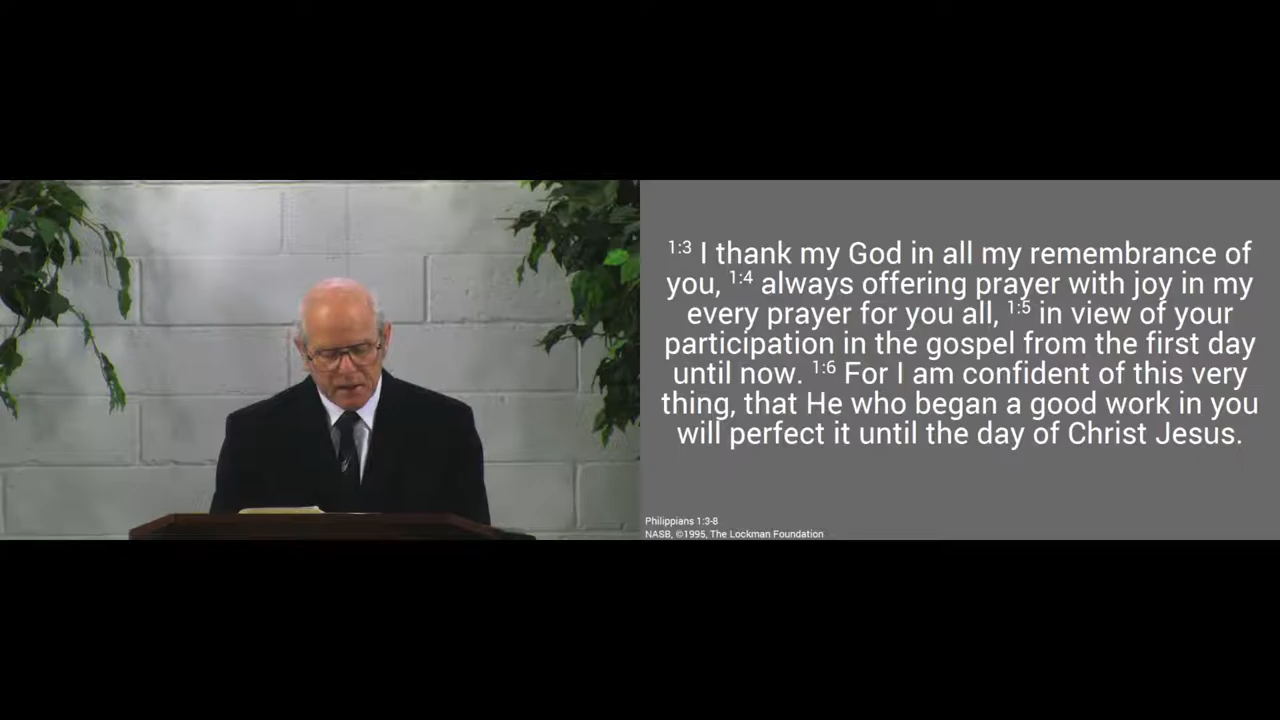 1:3 I thank my God in all my remembrance of
you, 1:4 always offering prayer with joy in my
every prayer for you all, 1:5 in view of your
participation in the gospel from the first day
until now. 1:6 For I am confident of this very
thing, that He who began a good work in you
will perfect it until the day of Christ Jesus.
Philippians 1:3-8
NASB, ©1995, The Lockman Foundation